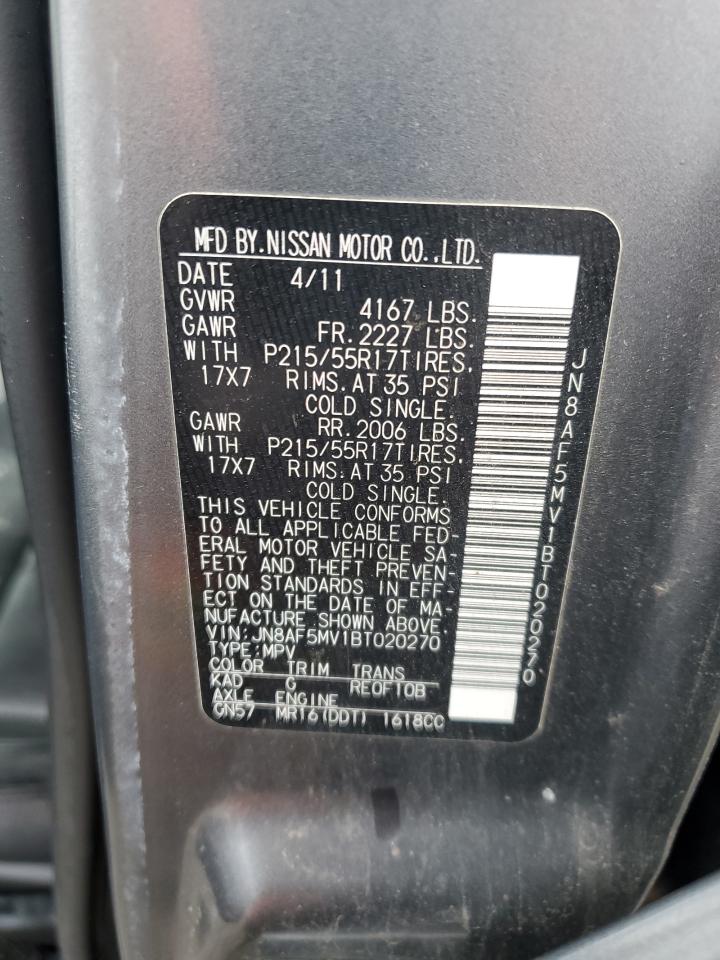 MFD BY.NISSAN MOTOR CO.,LTD.
DATE 4/11
GVWR 4167 LBS.
GAWR FR.2227 LBS.
WITH P215/55R17TIRES,
17X7 RIMS.AT 35 PSI
COLD SINGLE.
GAWR RR.2006 LBS.
WITH P215/55R17TIRES,
17X7 RIMS.AT 35 PSI
COLD SINGLE.
THIS VEHICLE CONFORMS
TO ALL APPLICABLE FED-
ERAL MOTOR VEHICLE SA-
FETY AND THEFT PREVEN-
TION STANDARDS IN EFF-
ECT ON THE DATE OF MA-
NUFACTURE SHOWN ABOVE.
VIN:JN8AF5MV1BT020270
TYPE:MPV
COLOR TRIM TRANS
KAD G RE0F10B
AXLE ENGINE
GN57 MR16(DDT) 1618CC
JN8AF5MV1BT020270